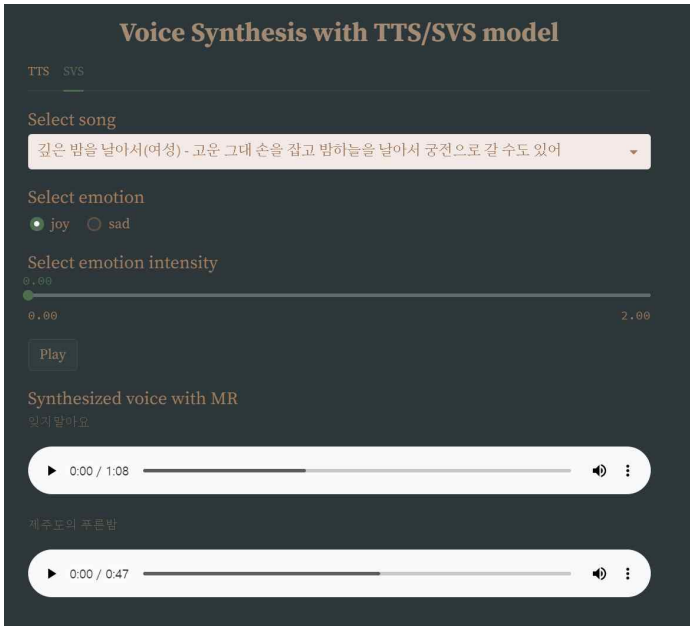 Voice Synthesis with TTS/SVS model
TTS SVS
Select song
깊은 밤을 날아서(여성) - 고운 그대 손을 잡고 밤하늘을 날아서 궁전으로 갈 수도 있어
Select emotion
joy sad
Select emotion intensity
0.00
0.00 2.00
Play
Synthesized voice with MR
잊지말아요
0:00 / 1:08
제주도의 푸른밤
0:00 / 0:47